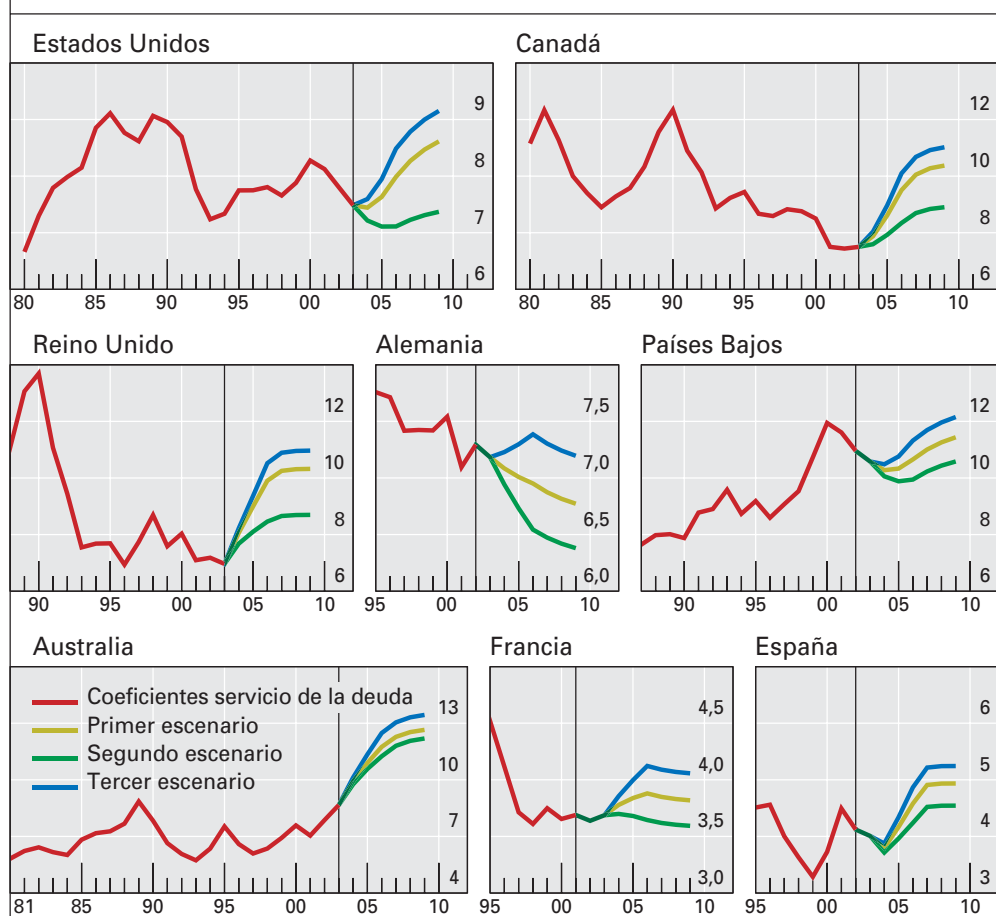 Estados Unidos
9
8
7
6
80 85 90 95 00 05 10
Canadá
12
10
8
6
80 85 90 95 00 05 10
Reino Unido
12
10
8
6
90 95 00 05 10
Alemania
7,5
7,0
6,5
6,0
95 00 05 10
Países Bajos
12
10
8
6
90 95 00 05 10
Australia
Coeficientes servicio de la deuda
Primer escenario
Segundo escenario
Tercer escenario
13
10
7
4
81 85 90 95 00 05 10
Francia
4,5
4,0
3,5
3,0
95 00 05 10
España
6
5
4
3
95 00 05 10